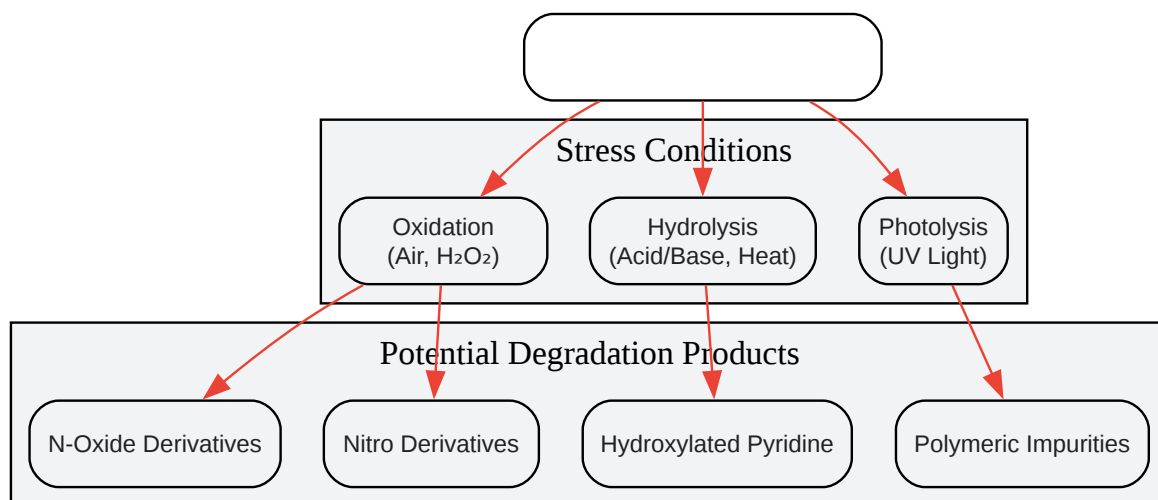 Stress Conditions
Oxidation
(Air, H₂O₂)
Hydrolysis
(Acid/Base, Heat)
Photolysis
(UV Light)
Potential Degradation Products
N-Oxide Derivatives
Nitro Derivatives
Hydroxylated Pyridine
Polymeric Impurities